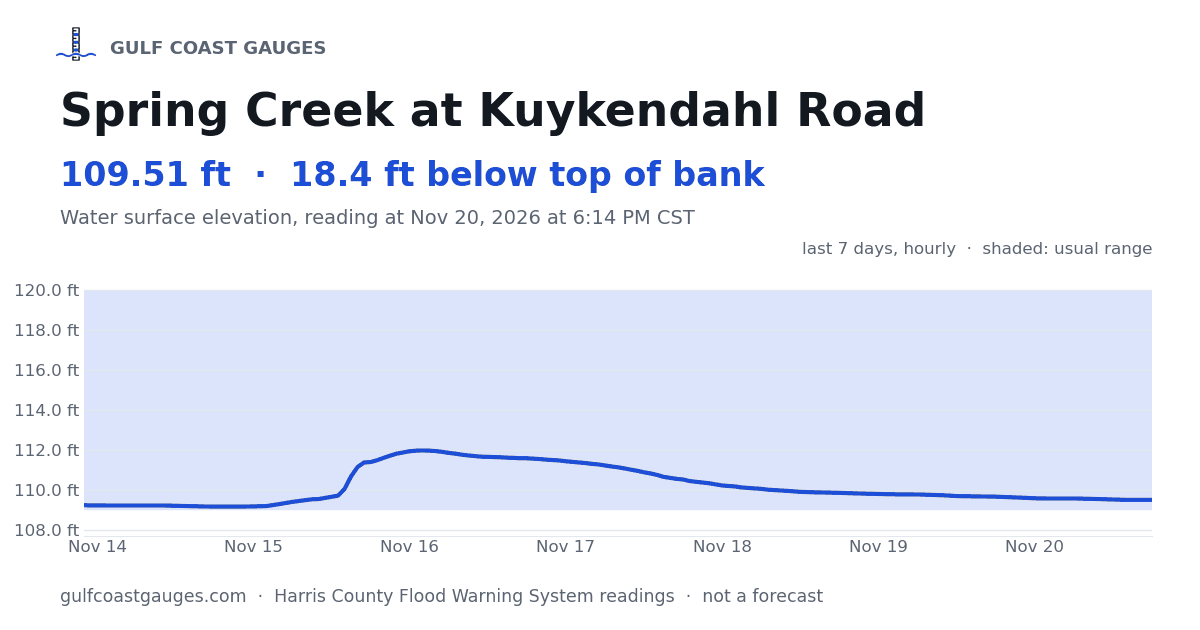 GULF COAST GAUGES
Spring Creek at Kuykendahl Road
109.51 ft · 18.4 ft below top of bank
Water surface elevation, reading at Nov 20, 2026 at 6:14 PM CST
last 7 days, hourly · shaded: usual range
120.0 ft
118.0 ft
116.0 ft
114.0 ft
112.0 ft
110.0 ft
108.0 ft
Nov 14 Nov 15 Nov 16 Nov 17 Nov 18 Nov 19 Nov 20
gulfcoastgauges.com · Harris County Flood Warning System readings · not a forecast